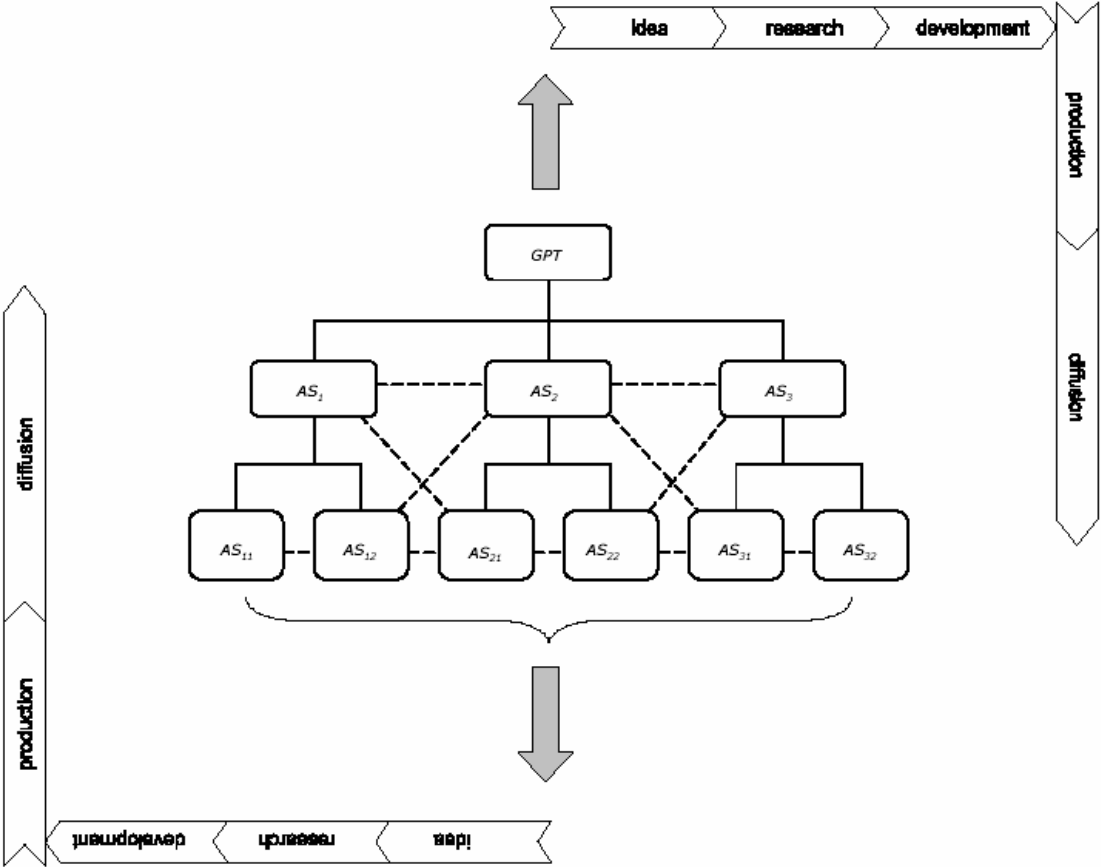 idea research development
production
diffusion
GPT
AS₁ AS₂ AS₃
AS₁₁ AS₁₂ AS₂₁ AS₂₂ AS₃₁ AS₃₂
diffusion
production
development research idea